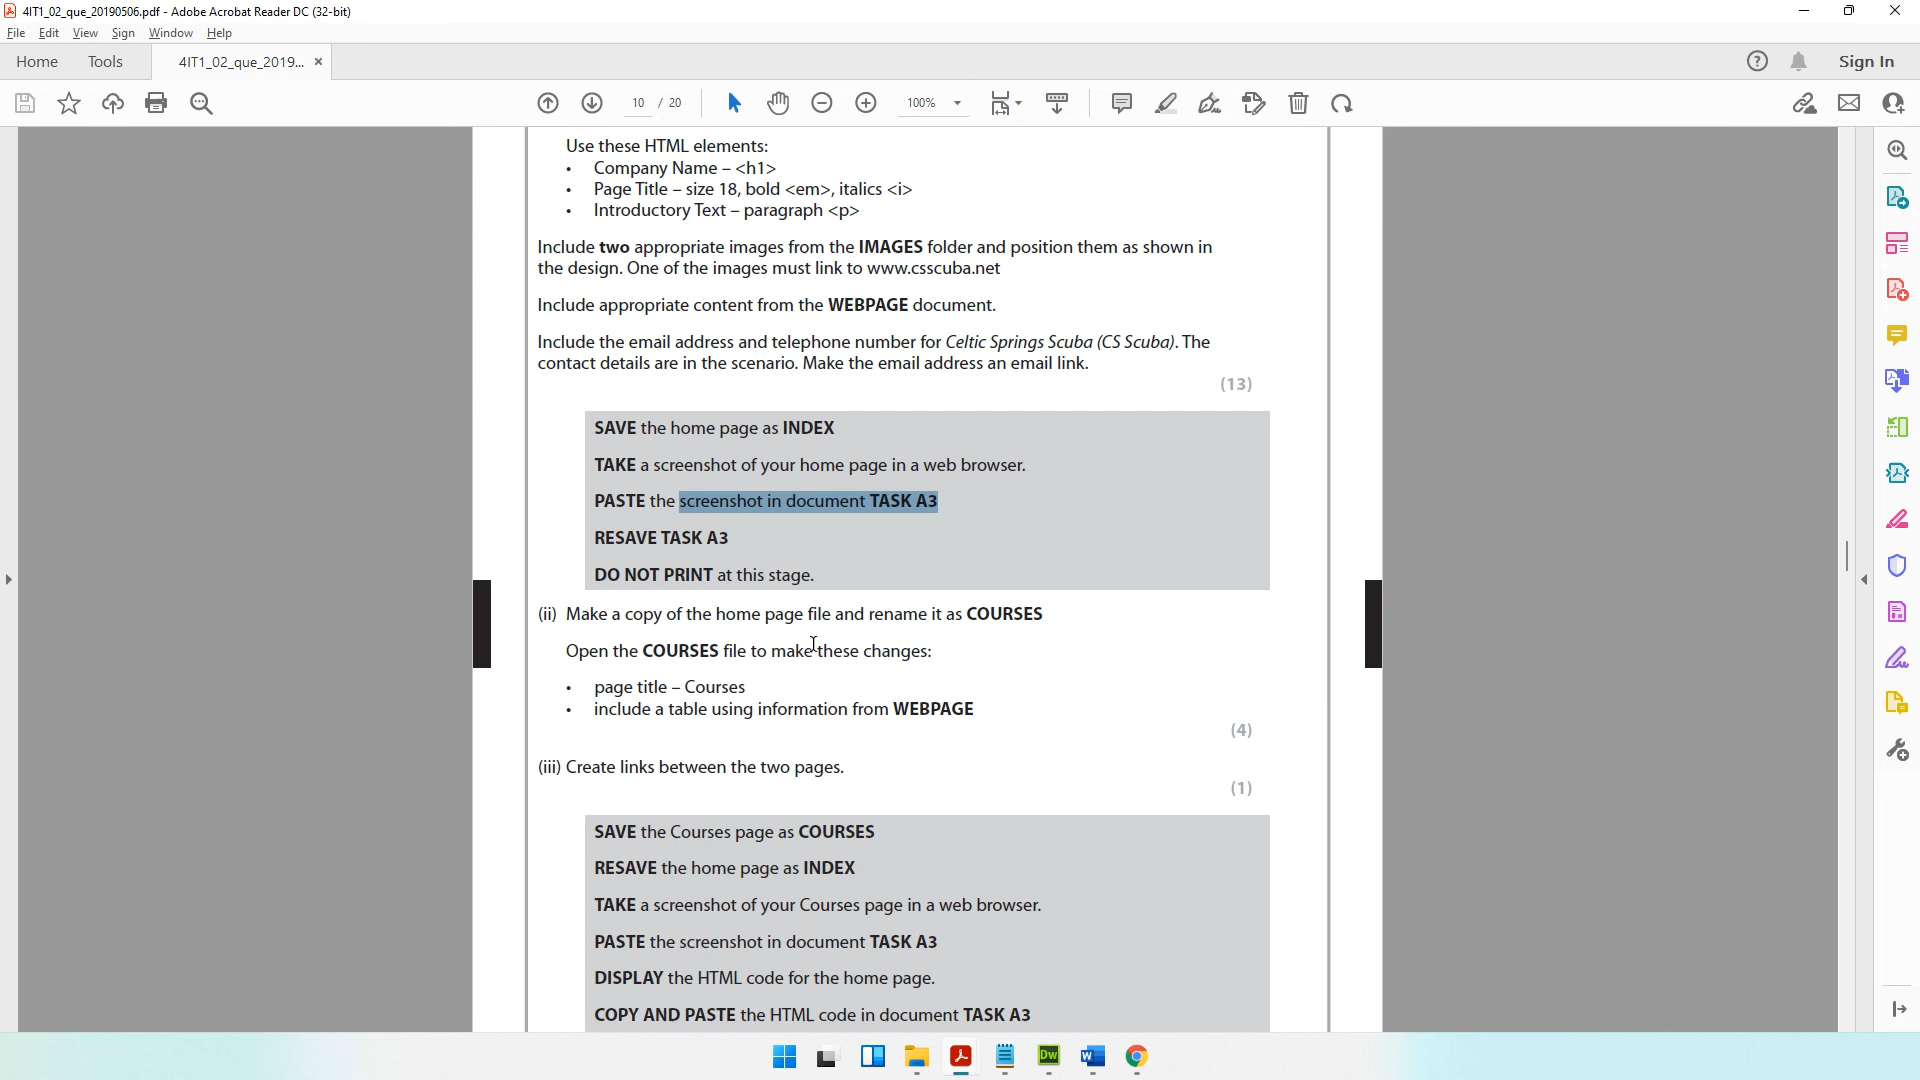 4IT1_02_que_20190506.pdf - Adobe Acrobat Reader DC (32-bit)
File Edit View Sign Window Help
Home Tools 4IT1_02_que_2019... × Sign In
10 / 20 100%
Use these HTML elements:
• Company Name – <h1>
• Page Title – size 18, bold <em>, italics <i>
• Introductory Text – paragraph <p>
Include two appropriate images from the IMAGES folder and position them as shown in
the design. One of the images must link to www.csscuba.net
Include appropriate content from the WEBPAGE document.
Include the email address and telephone number for Celtic Springs Scuba (CS Scuba). The
contact details are in the scenario. Make the email address an email link.
(13)
SAVE the home page as INDEX
TAKE a screenshot of your home page in a web browser.
PASTE the screenshot in document TASK A3
RESAVE TASK A3
DO NOT PRINT at this stage.
(ii) Make a copy of the home page file and rename it as COURSES
Open the COURSES file to make these changes:
• page title – Courses
• include a table using information from WEBPAGE
(4)
(iii) Create links between the two pages.
(1)
SAVE the Courses page as COURSES
RESAVE the home page as INDEX
TAKE a screenshot of your Courses page in a web browser.
PASTE the screenshot in document TASK A3
DISPLAY the HTML code for the home page.
COPY AND PASTE the HTML code in document TASK A3
Dw W